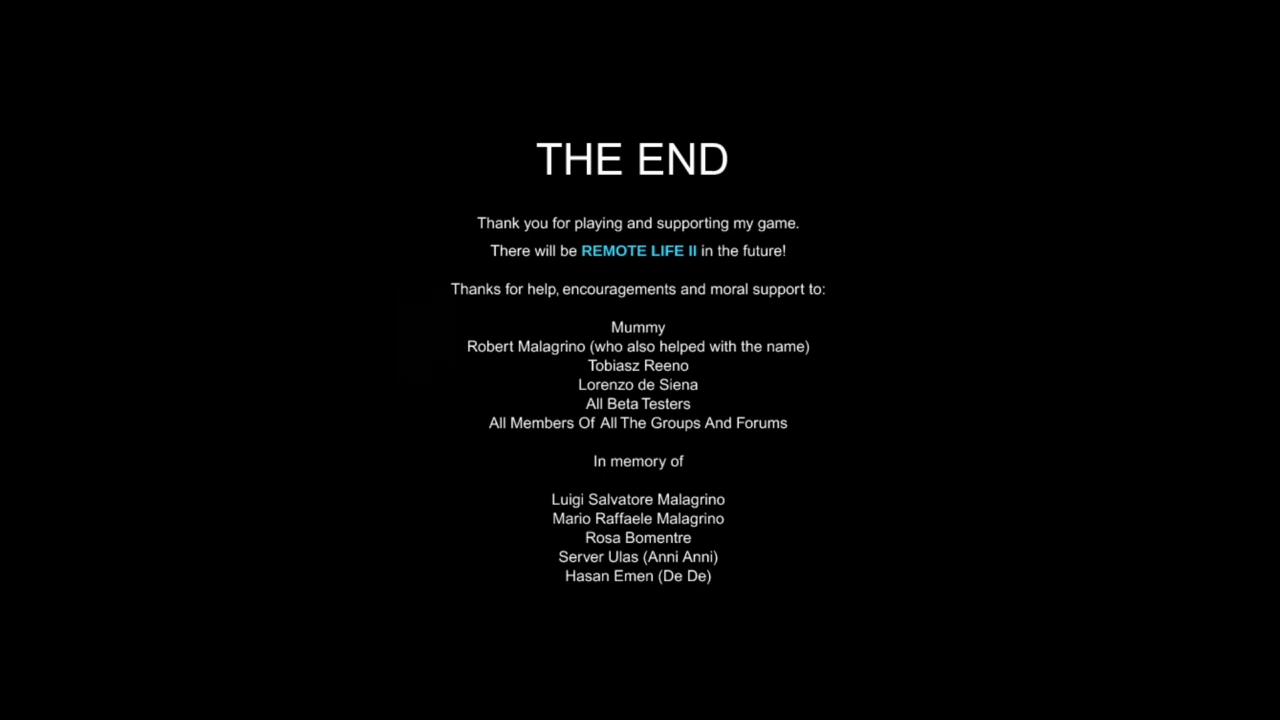 THE END
Thank you for playing and supporting my game.
There will be REMOTE LIFE II in the future!
Thanks for help, encouragements and moral support to:
Mummy
Robert Malagrino (who also helped with the name)
Tobiasz Reeno
Lorenzo de Siena
All Beta Testers
All Members Of All The Groups And Forums
In memory of
Luigi Salvatore Malagrino
Mario Raffaele Malagrino
Rosa Bomentre
Server Ulas (Anni Anni)
Hasan Emen (De De)